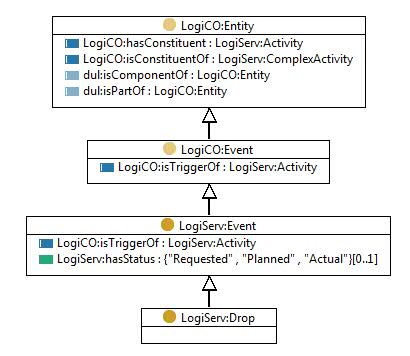 LogiCO:Entity
LogiCO:hasConstituent : LogiServ:Activity
LogiCO:isConstituentOf : LogiServ:ComplexActivity
dul:isComponentOf : LogiCO:Entity
dul:isPartOf : LogiCO:Entity
LogiCO:Event
LogiCO:isTriggerOf : LogiServ:Activity
LogiServ:Event
LogiCO:isTriggerOf : LogiServ:Activity
LogiServ:hasStatus : {"Requested" , "Planned" , "Actual"}[0..1]
LogiServ:Drop